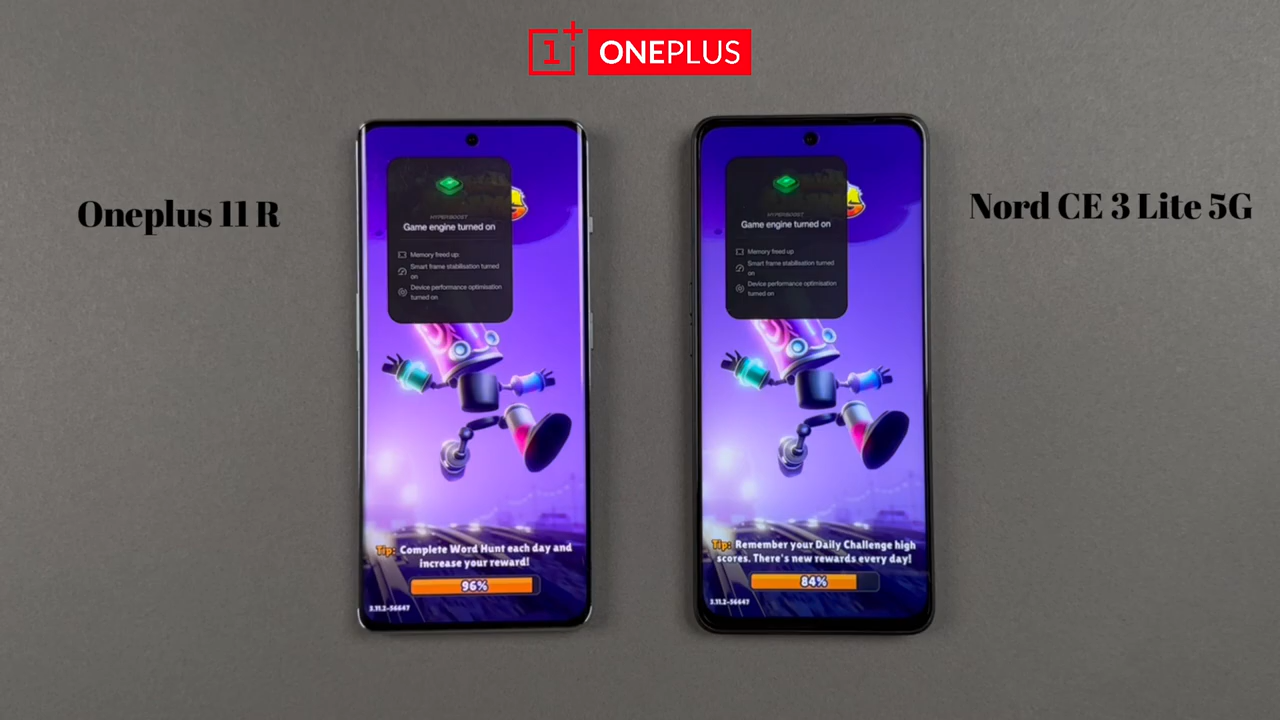 ONEPLUS
Oneplus 11 R
Nord CE 3 Lite 5G
HYPERBOOST
Game engine turned on
Memory freed up
Smart frame stabilisation turned
on
Device performance optimisation
turned on
Tip: Complete Word Hunt each day and
increase your reward!
96%
3.11.2-56647
HYPERBOOST
Game engine turned on
Memory freed up
Smart frame stabilisation turned
on
Device performance optimisation
turned on
Tip: Remember your Daily Challenge high
scores. There's new rewards every day!
84%
3.11.2-56647